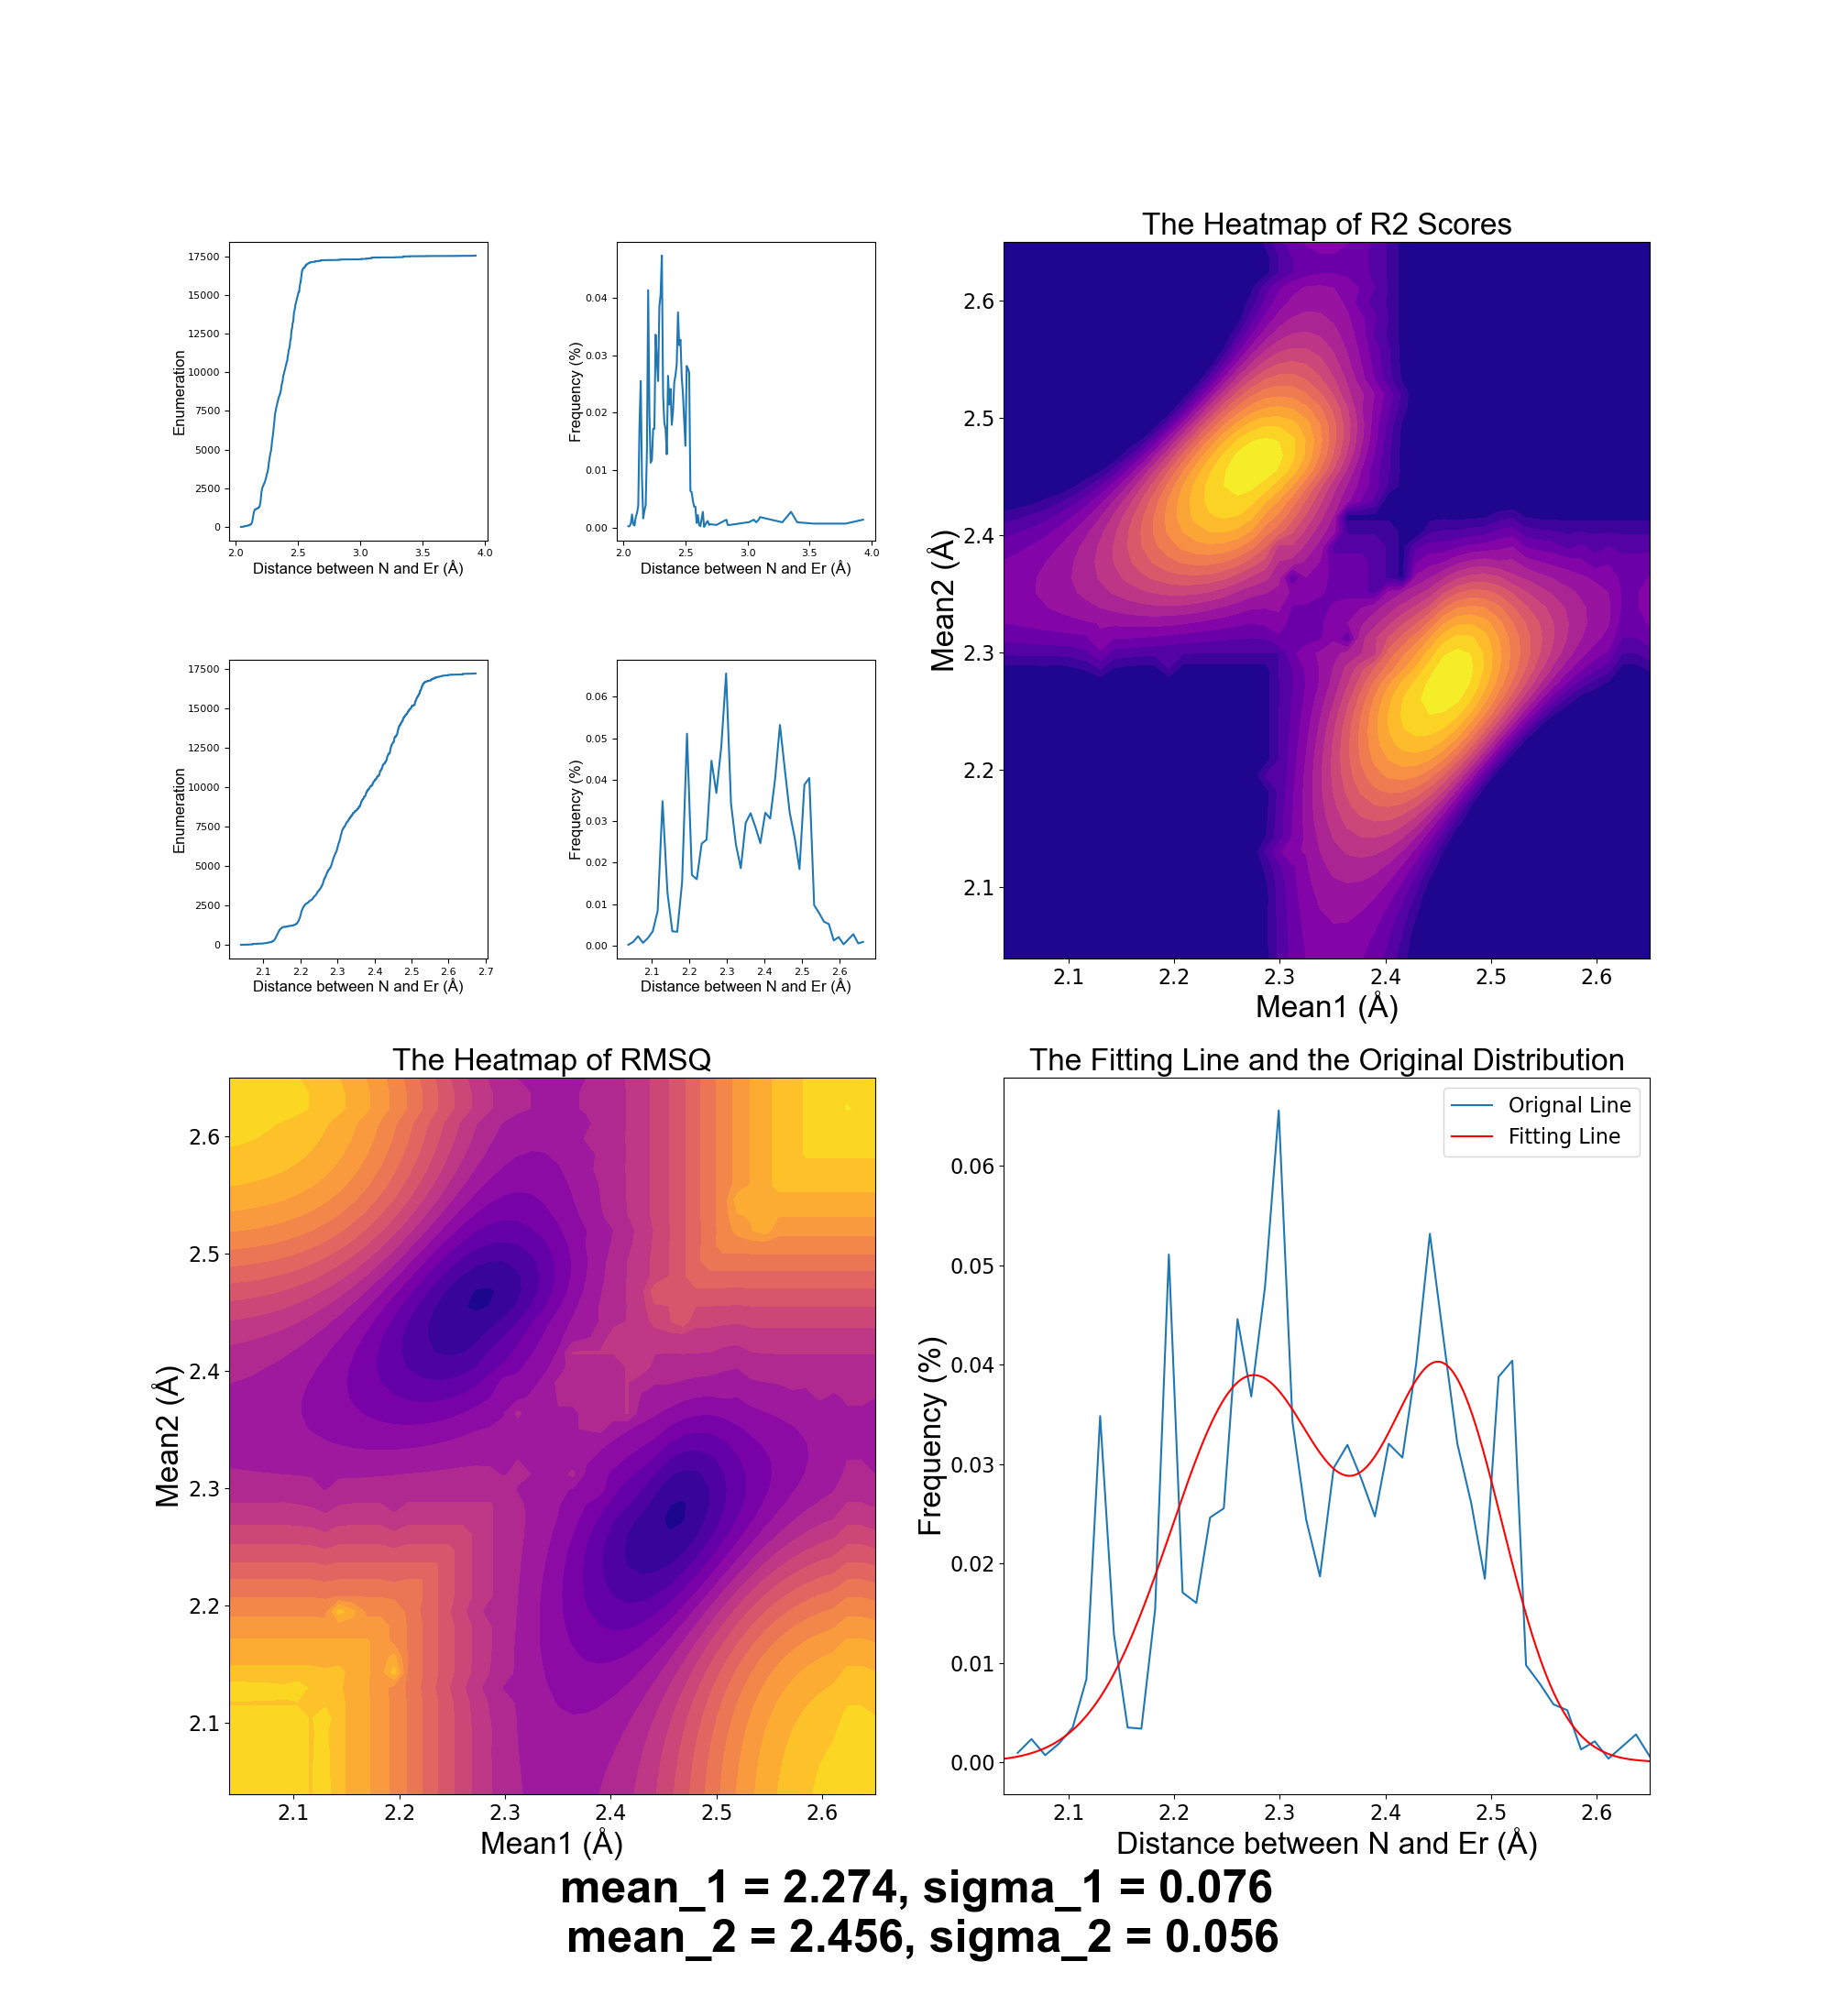 The Heatmap of R2 Scores
17500
15000
12500
10000
7500
5000
2500
0
Enumeration
2.0 2.5 3.0 3.5 4.0
Distance between N and Er (Å)
0.04
0.03
0.02
0.01
0.00
Frequency (%)
2.0 2.5 3.0 3.5 4.0
Distance between N and Er (Å)
2.6
2.5
2.4
2.3
2.2
2.1
Mean2 (Å)
2.1 2.2 2.3 2.4 2.5 2.6
Mean1 (Å)
17500
15000
12500
10000
7500
5000
2500
0
Enumeration
2.1 2.2 2.3 2.4 2.5 2.6 2.7
Distance between N and Er (Å)
0.06
0.05
0.04
0.03
0.02
0.01
0.00
Frequency (%)
2.1 2.2 2.3 2.4 2.5 2.6
Distance between N and Er (Å)
The Heatmap of RMSQ
2.6
2.5
2.4
2.3
2.2
2.1
Mean2 (Å)
2.1 2.2 2.3 2.4 2.5 2.6
Mean1 (Å)
The Fitting Line and the Original Distribution
Orignal Line
Fitting Line
0.06
0.05
0.04
0.03
0.02
0.01
0.00
Frequency (%)
2.1 2.2 2.3 2.4 2.5 2.6
Distance between N and Er (Å)
mean_1 = 2.274, sigma_1 = 0.076
mean_2 = 2.456, sigma_2 = 0.056